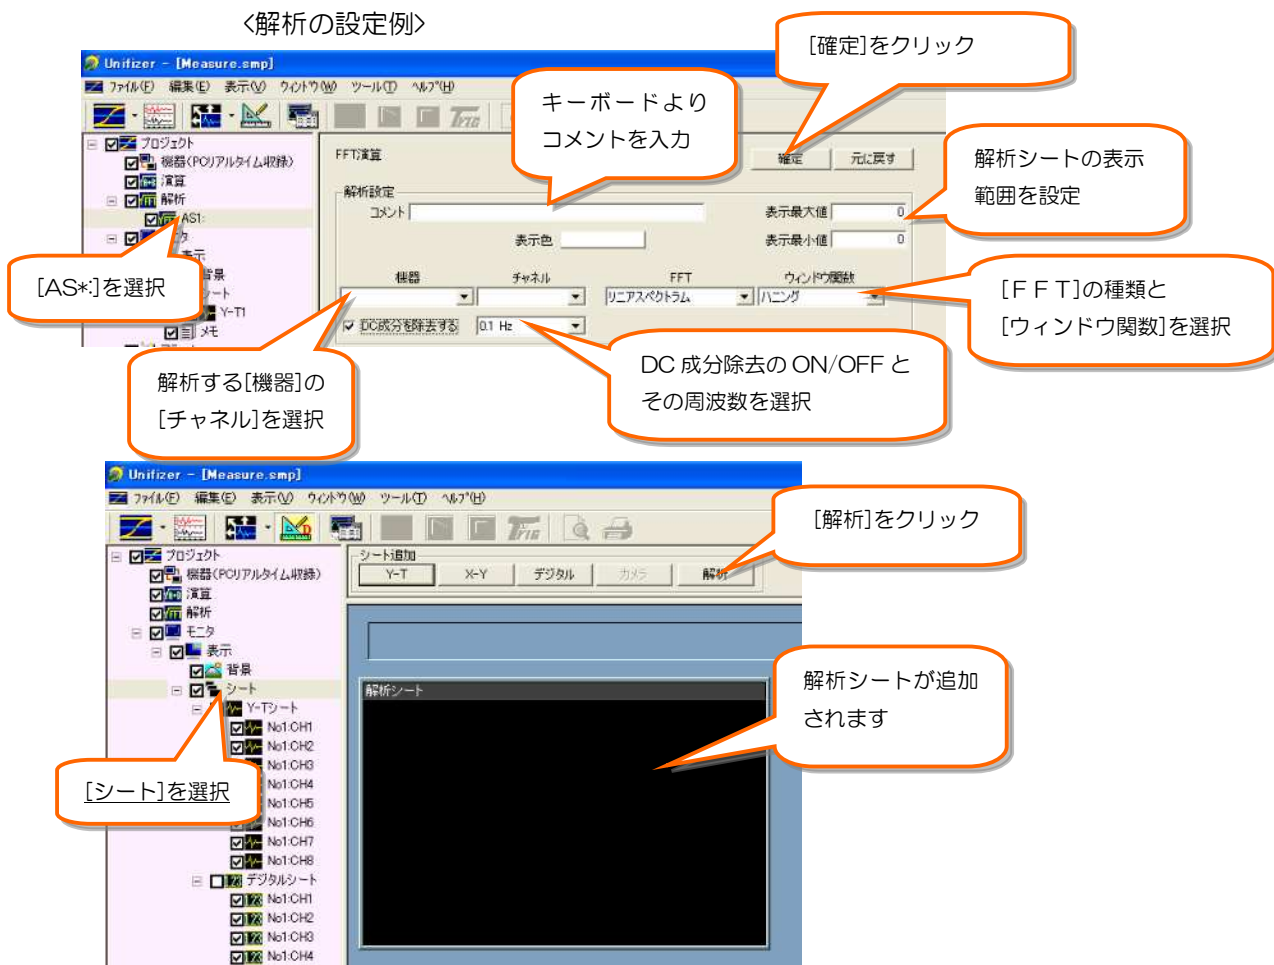 <解析の設定例>
[確定]をクリック
Unifizer - [Measure.smp]
ファイル(F) 編集(E) 表示(V) ウィントウ(W) ツール(T) ヘルプ(H)
キーボードより
コメントを入力
プロジェクト
機器(PCリアルタイム収録)
演算
解析
AS1:
FFT演算
確定 元に戻す
解析シートの表示
範囲を設定
解析設定
コメント
表示最大値 0
表示色
表示最小値 0
[AS*:]を選択
表示
背景
シート
Y-T1
メモ
機器 チャネル FFT ウィンドウ関数
リニアスペクトラム ハニング
DC成分を除去する 0.1 Hz
[FFT]の種類と
[ウィンドウ関数]を選択
解析する[機器]の
[チャネル]を選択
DC 成分除去の ON/OFF と
その周波数を選択
Unifizer - [Measure.smp]
ファイル(F) 編集(E) 表示(V) ウィントウ(W) ツール(T) ヘルプ(H)
[解析]をクリック
プロジェクト
機器(PCリアルタイム収録)
演算
解析
モニタ
表示
背景
シート
Y-Tシート
No1:CH1
No1:CH2
No1:CH3
No1:CH4
No1:CH5
No1:CH6
No1:CH7
No1:CH8
デジタルシート
No1:CH1
No1:CH2
No1:CH3
No1:CH4
シート追加
Y-T X-Y デジタル カメラ 解析
解析シート
解析シートが追加
されます
[シート]を選択